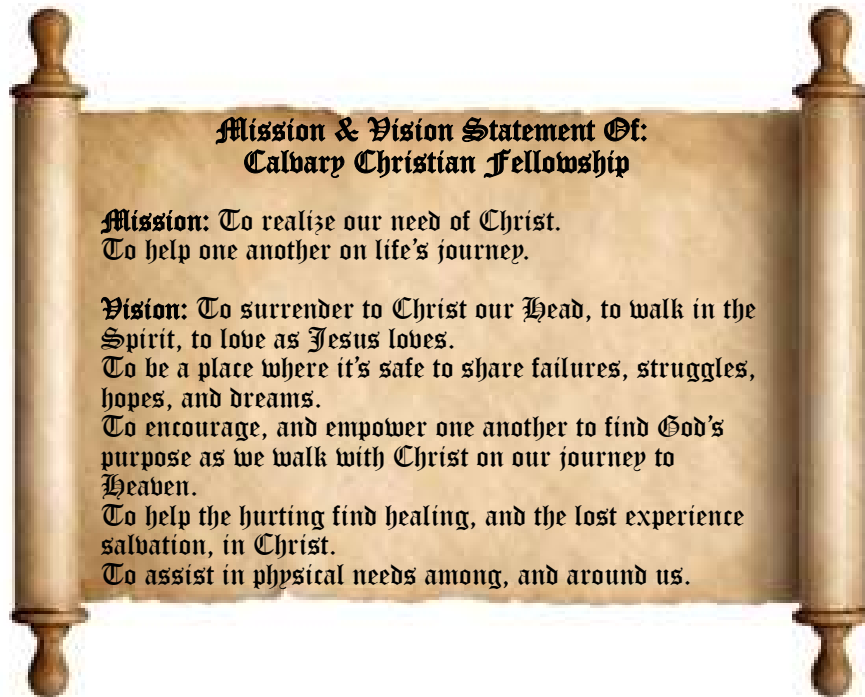 Mission & Vision Statement Of:
Calvary Christian Fellowship
Mission: To realize our need of Christ.
To help one another on life's journey.
Vision: To surrender to Christ our Head, to walk in the
Spirit, to love as Jesus loves.
To be a place where it's safe to share failures, struggles,
hopes, and dreams.
To encourage, and empower one another to find God's
purpose as we walk with Christ on our journey to
Heaven.
To help the hurting find healing, and the lost experience
salvation, in Christ.
To assist in physical needs among, and around us.